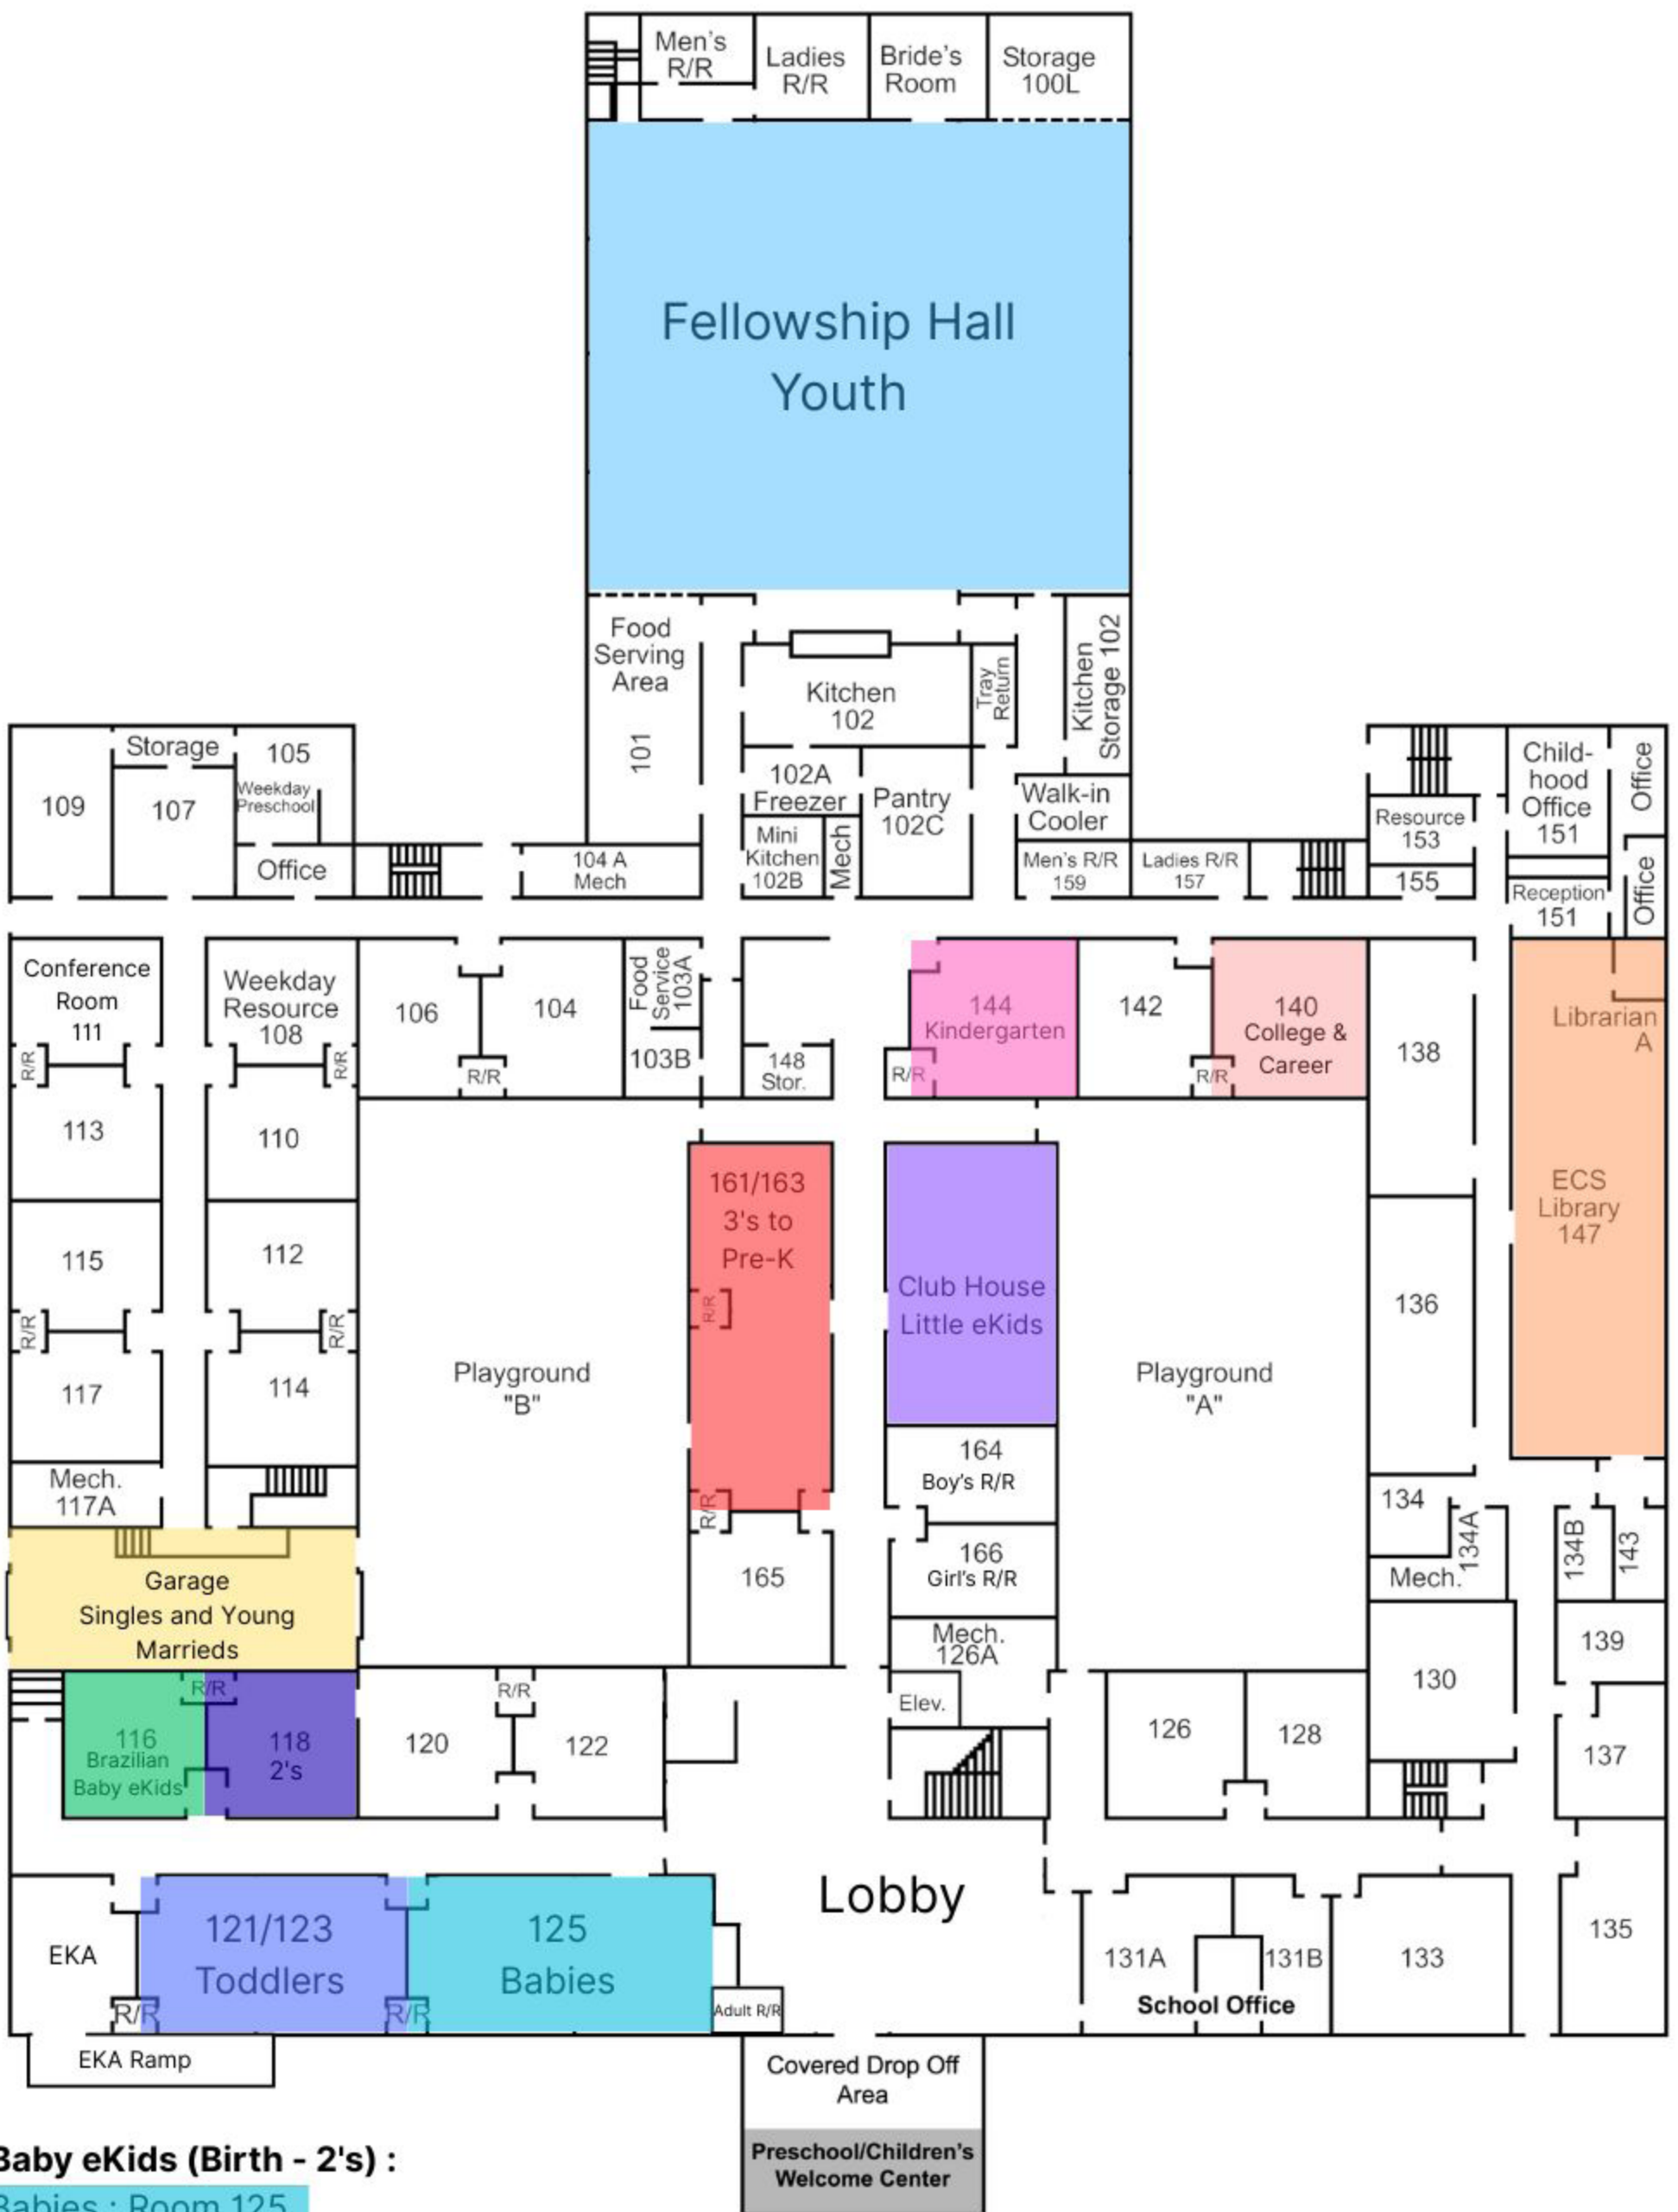 Men's
R/R
Ladies
R/R
Bride's
Room
Storage
100L
Fellowship Hall
Youth
Food
Serving
Area
101
Kitchen
102
Tray
Return
Kitchen
Storage 102
102A
Freezer
Pantry
102C
Walk-in
Cooler
Mini
Kitchen
102B
Mech
104 A
Mech
Men's R/R
159
Ladies R/R
157
109
Storage
107
105
Weekday
Preschool
Office
Resource
153
155
Child-
hood
Office
151
Office
Reception
151
Office
Conference
Room
111
R/R
Weekday
Resource
108
R/R
106
104
R/R
Food
Service
103A
103B
148
Stor.
144
Kindergarten
R/R
142
140
College &
Career
R/R
138
Librarian
A
ECS
Library
147
113
110
115
112
R/R
R/R
117
114
Mech.
117A
Playground
"B"
161/163
3's to
Pre-K
R/R
R/R
165
Club House
Little eKids
164
Boy's R/R
166
Girl's R/R
Mech.
126A
Elev.
Playground
"A"
136
134
134A
Mech.
134B
143
139
130
137
Garage
Singles and Young
Marrieds
R/R
116
Brazilian
Baby eKids
118
2's
120
R/R
122
126
128
Lobby
EKA
R/R
121/123
Toddlers
R/R
125
Babies
Adult R/R
131A
131B
School Office
133
135
EKA Ramp
Covered Drop Off
Area
Preschool/Children's
Welcome Center
Baby eKids (Birth - 2's) :
Babies : Room 125